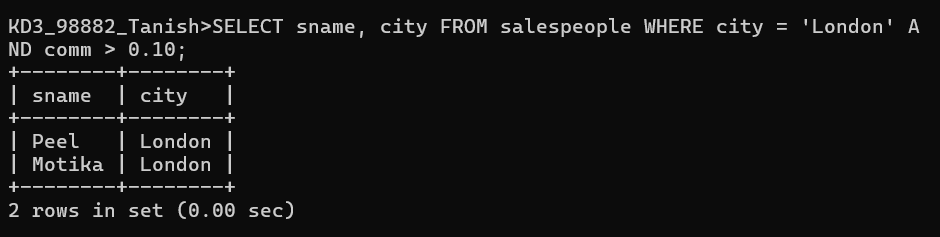 KD3_98882_Tanish>SELECT sname, city FROM salespeople WHERE city = 'London' A
ND comm > 0.10;
+--------+--------+
| sname  | city   |
+--------+--------+
| Peel   | London |
| Motika | London |
+--------+--------+
2 rows in set (0.00 sec)